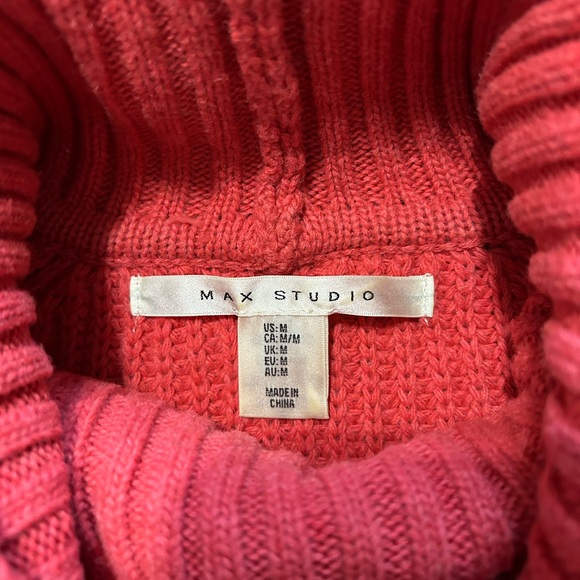 MAX STUDIO
US: M
CA: M/M
UK: M
EU: M
AU: M
MADE IN
CHINA